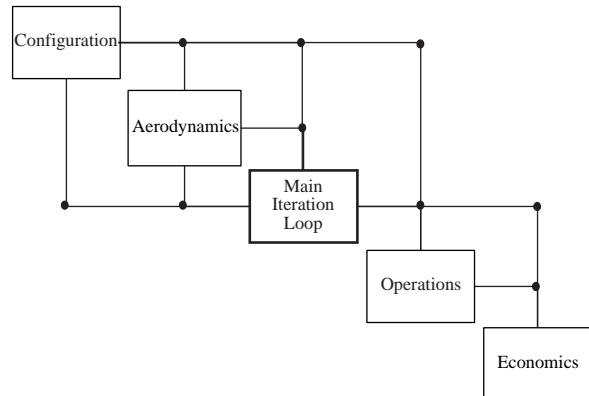 Configuration
Aerodynamics
Main
Iteration
Loop
Operations
Economics